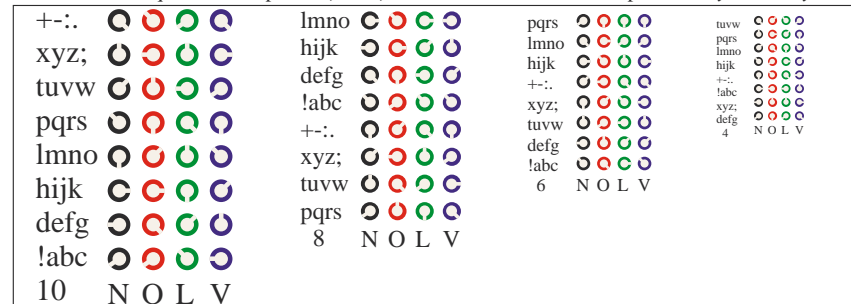 +-:.
xyz;
tuvw
pqrs
lmno
hijk
defg
!abc
10 N O L V
lmno
hijk
defg
!abc
+-:.
xyz;
tuvw
pqrs
8 N O L V
pqrs
lmno
hijk
+-:.
xyz;
tuvw
defg
!abc
6 N O L V
tuvw
pqrs
lmno
hijk
+-:.
!abc
xyz;
defg
4 N O L V